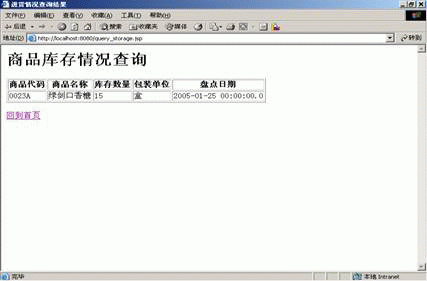 退货情况查询结果
文件(F) 编辑(E) 查看(V) 收藏(A) 工具(T) 帮助(H)
后退 搜索 收藏夹 媒体
地址(D) http://localhost:8080/query_storage.jsp 转到
商品库存情况查询
商品代码 商品名称 库存数量 包装单位 盘点日期
0023A 绿剑口香糖 15 盒 2005-01-25 00:00:00.0
回到首页
完毕 本地 Intranet